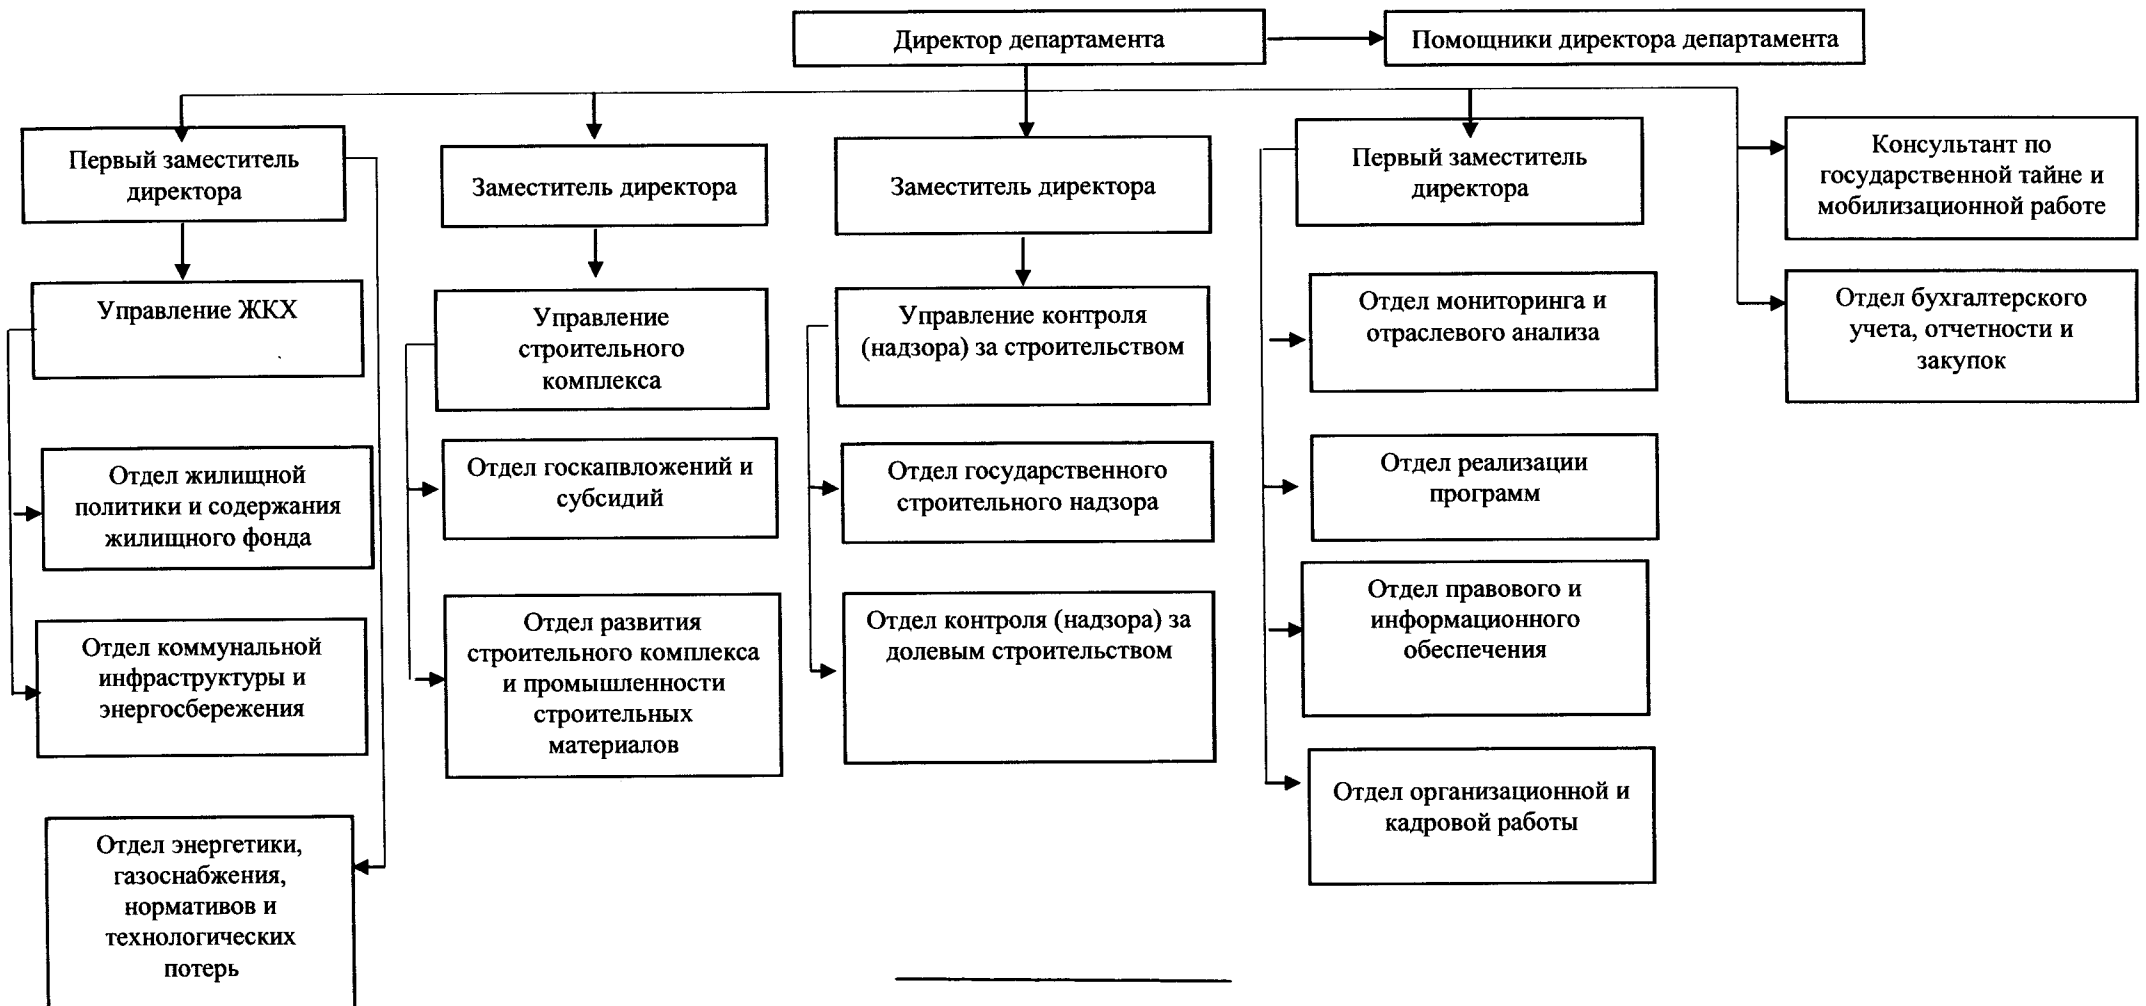 Директор департамента
Помощники директора департамента
Первый заместитель
директора
Заместитель директора
Заместитель директора
Первый заместитель
директора
Консультант по
государственной тайне и
мобилизационной работе
Управление ЖКХ
Управление
строительного
комплекса
Управление контроля
(надзора) за строительством
Отдел мониторинга и
отраслевого анализа
Отдел бухгалтерского
учета, отчетности и
закупок
Отдел жилищной
политики и содержания
жилищного фонда
Отдел госкапвложений и
субсидий
Отдел государственного
строительного надзора
Отдел реализации
программ
Отдел коммунальной
инфраструктуры и
энергосбережения
Отдел развития
строительного комплекса
и промышленности
строительных
материалов
Отдел контроля (надзора) за
долевым строительством
Отдел правового и
информационного
обеспечения
Отдел организационной и
кадровой работы
Отдел энергетики,
газоснабжения,
нормативов и
технологических
потерь